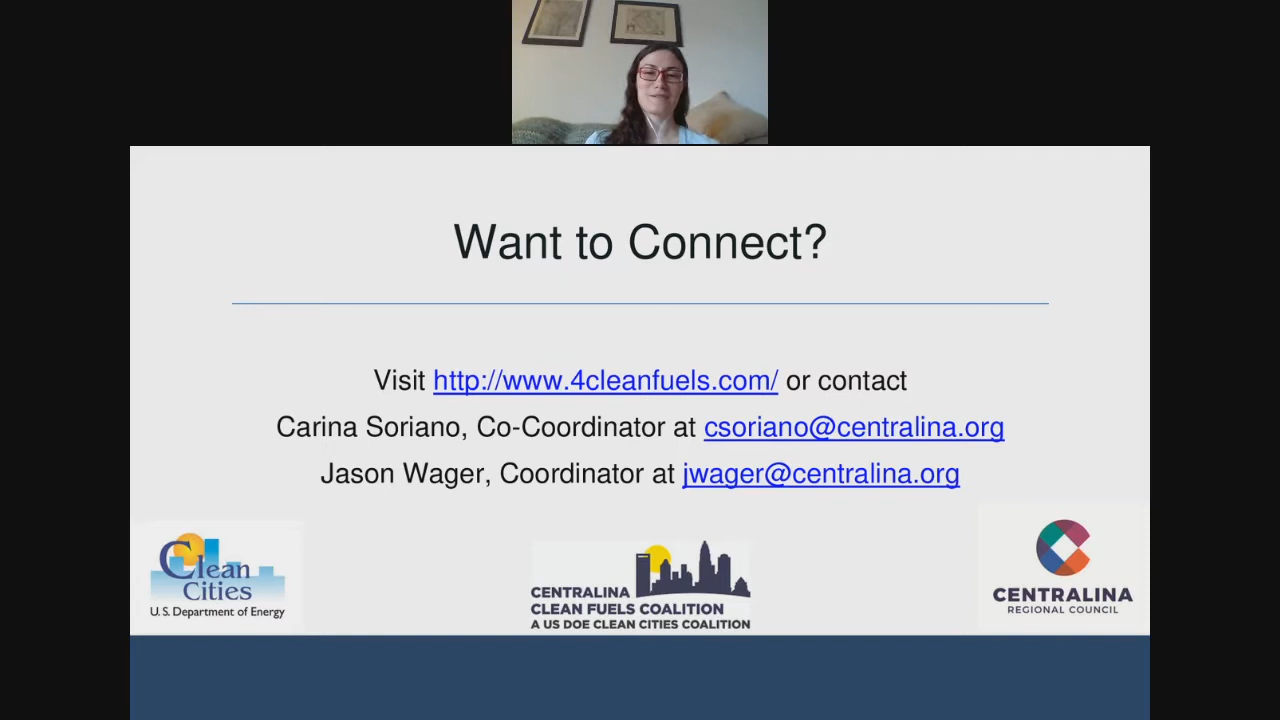 Want to Connect?
Visit http://www.4cleanfuels.com/ or contact
Carina Soriano, Co-Coordinator at csoriano@centralina.org
Jason Wager, Coordinator at jwager@centralina.org
Clean
Cities
U.S. Department of Energy
CENTRALINA
CLEAN FUELS COALITION
A US DOE CLEAN CITIES COALITION
CENTRALINA
REGIONAL COUNCIL